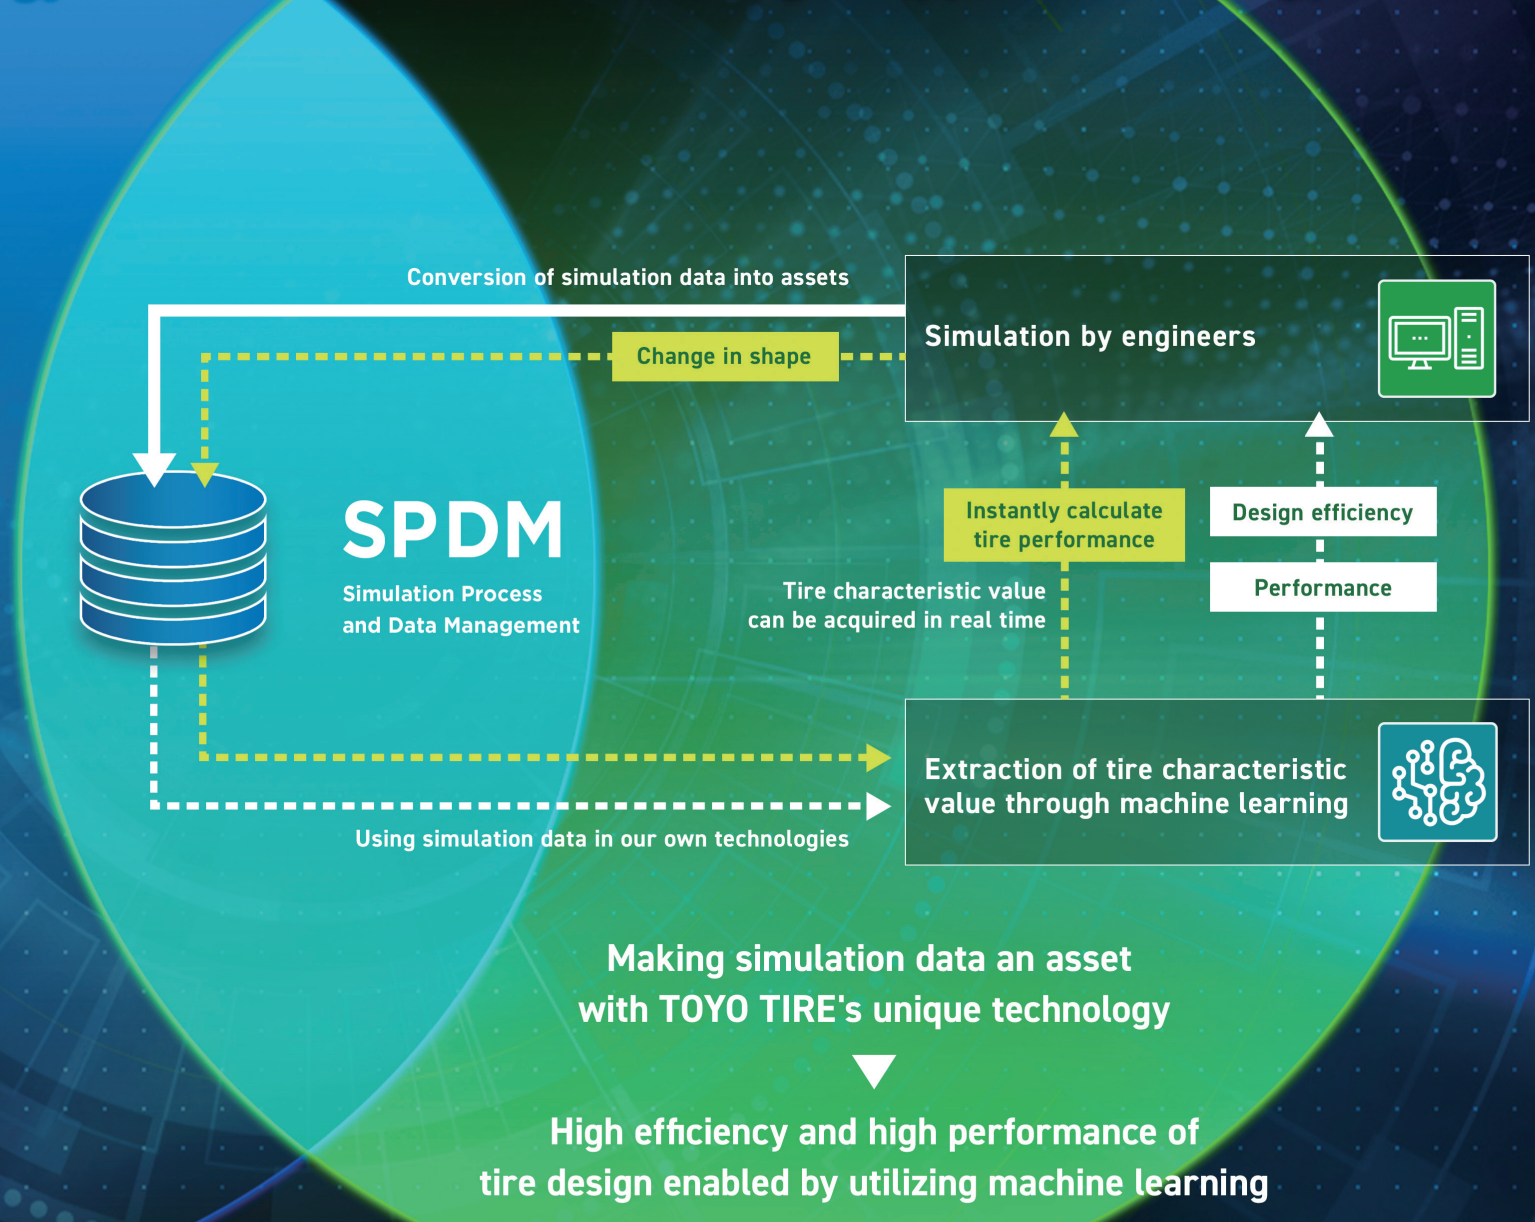 Conversion of simulation data into assets
Simulation by engineers
Change in shape
SPDM
Simulation Process
and Data Management
Instantly calculate
tire performance
Design efficiency
Performance
Tire characteristic value
can be acquired in real time
Extraction of tire characteristic
value through machine learning
Using simulation data in our own technologies
Making simulation data an asset
with TOYO TIRE's unique technology
High efficiency and high performance of
tire design enabled by utilizing machine learning